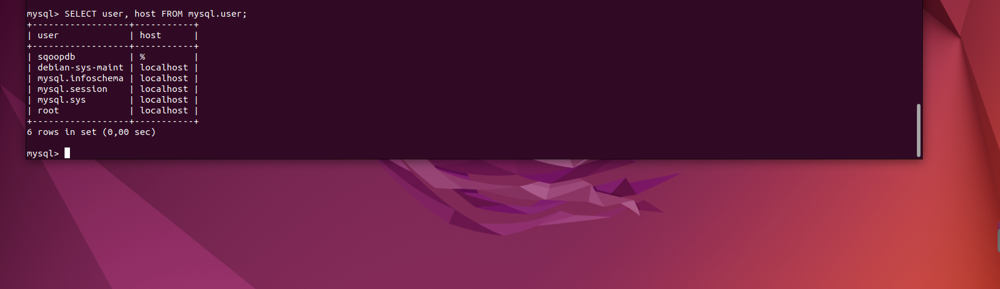 mysql> SELECT user, host FROM mysql.user;
+------------------+-----------+
| user             | host      |
+------------------+-----------+
| sqoopdb          | %         |
| debian-sys-maint | localhost |
| mysql.infoschema | localhost |
| mysql.session    | localhost |
| mysql.sys        | localhost |
| root             | localhost |
+------------------+-----------+
6 rows in set (0,00 sec)
mysql>